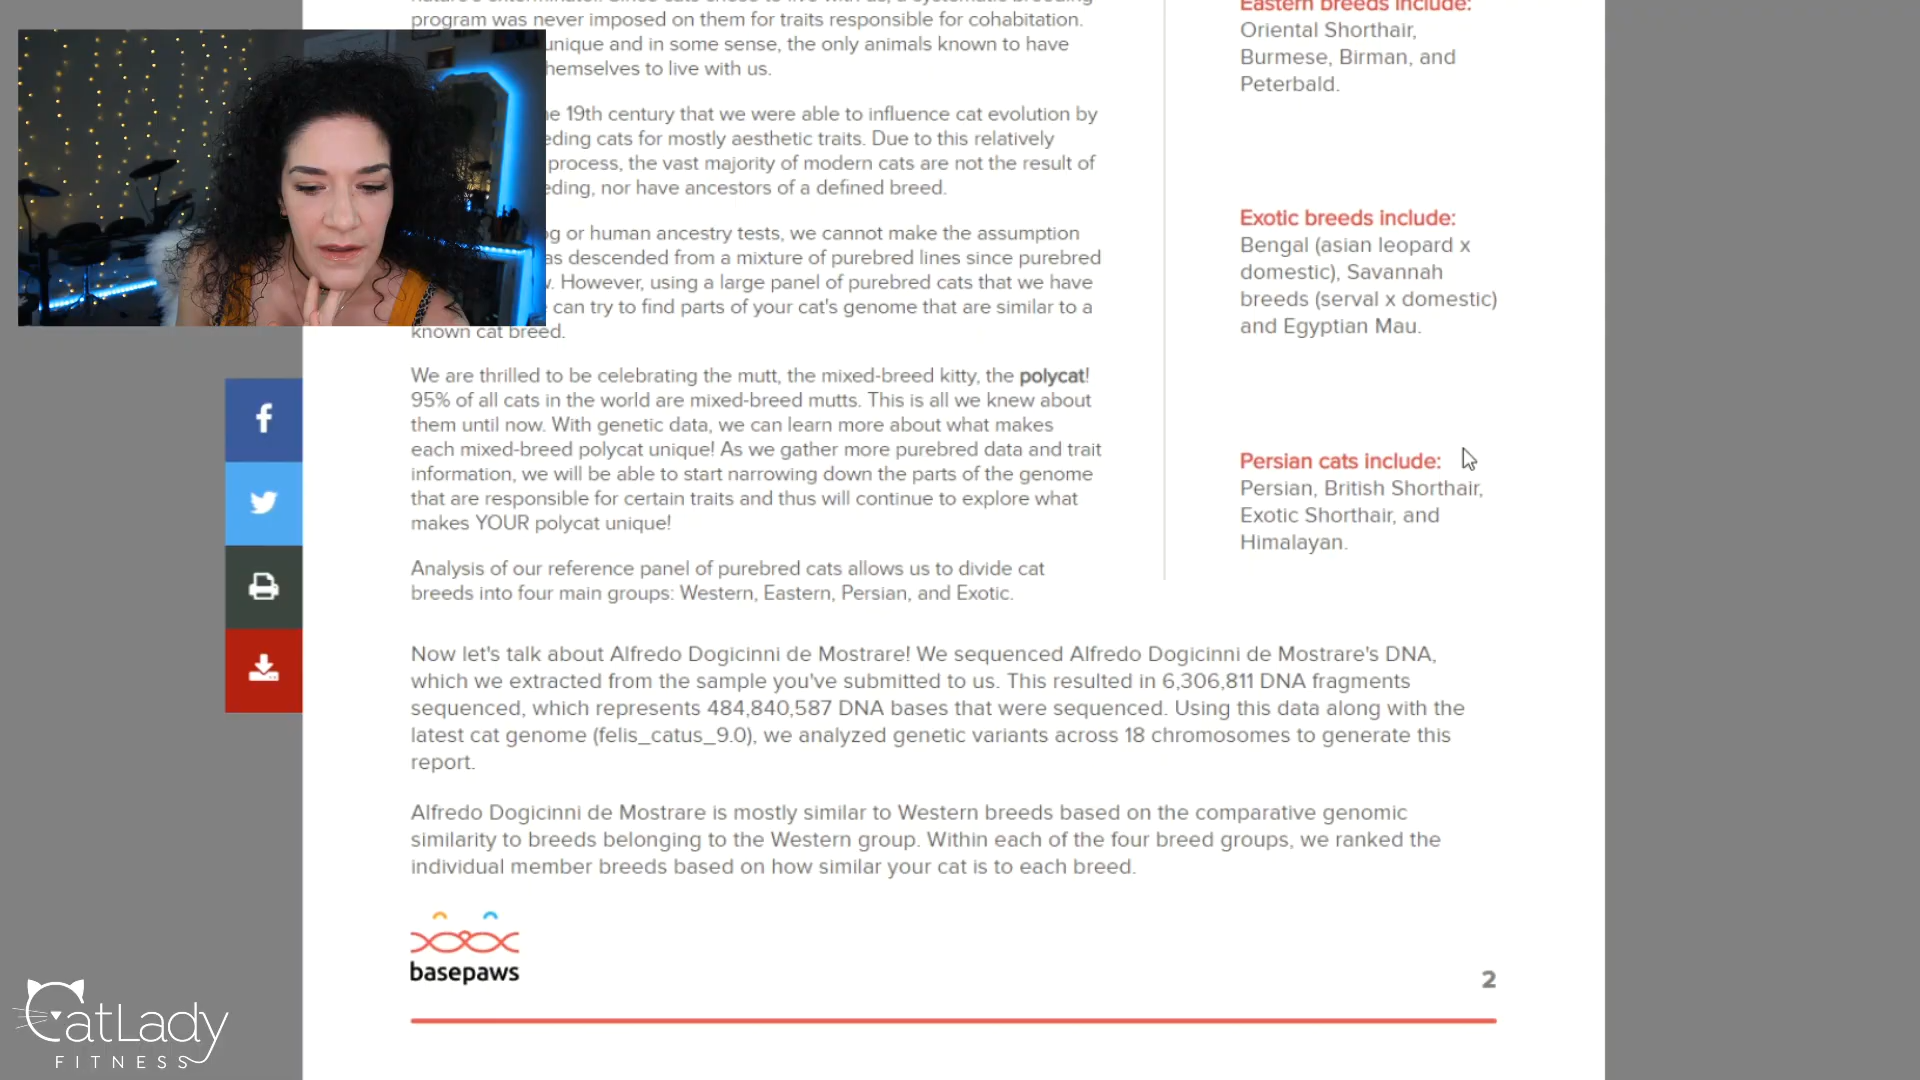 program was never imposed on them for traits responsible for cohabitation.
unique and in some sense, the only animals known to have
hemselves to live with us.
e 19th century that we were able to influence cat evolution by
eding cats for mostly aesthetic traits. Due to this relatively
process, the vast majority of modern cats are not the result of
eding, nor have ancestors of a defined breed.
g or human ancestry tests, we cannot make the assumption
as descended from a mixture of purebred lines since purebred
. However, using a large panel of purebred cats that we have
can try to find parts of your cat's genome that are similar to a
known cat breed.
We are thrilled to be celebrating the mutt, the mixed-breed kitty, the polycat!
95% of all cats in the world are mixed-breed mutts. This is all we knew about
them until now. With genetic data, we can learn more about what makes
each mixed-breed polycat unique! As we gather more purebred data and trait
information, we will be able to start narrowing down the parts of the genome
that are responsible for certain traits and thus will continue to explore what
makes YOUR polycat unique!
Analysis of our reference panel of purebred cats allows us to divide cat
breeds into four main groups: Western, Eastern, Persian, and Exotic.
Eastern breeds include:
Oriental Shorthair,
Burmese, Birman, and
Peterbald.
Exotic breeds include:
Bengal (asian leopard x
domestic), Savannah
breeds (serval x domestic)
and Egyptian Mau.
Persian cats include:
Persian, British Shorthair,
Exotic Shorthair, and
Himalayan.
Now let's talk about Alfredo Dogicinni de Mostrare! We sequenced Alfredo Dogicinni de Mostrare's DNA,
which we extracted from the sample you've submitted to us. This resulted in 6,306,811 DNA fragments
sequenced, which represents 484,840,587 DNA bases that were sequenced. Using this data along with the
latest cat genome (felis_catus_9.0), we analyzed genetic variants across 18 chromosomes to generate this
report.
Alfredo Dogicinni de Mostrare is mostly similar to Western breeds based on the comparative genomic
similarity to breeds belonging to the Western group. Within each of the four breed groups, we ranked the
individual member breeds based on how similar your cat is to each breed.
basepaws
2
CatLady
FITNESS